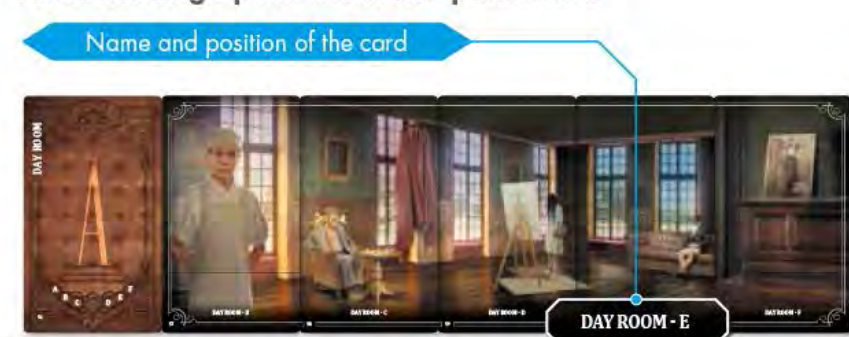 Name and position of the card
DAY ROOM
A
A B C D E F
DAY ROOM - B
DAY ROOM - C
DAY ROOM - D
DAY ROOM - E
DAY ROOM - F